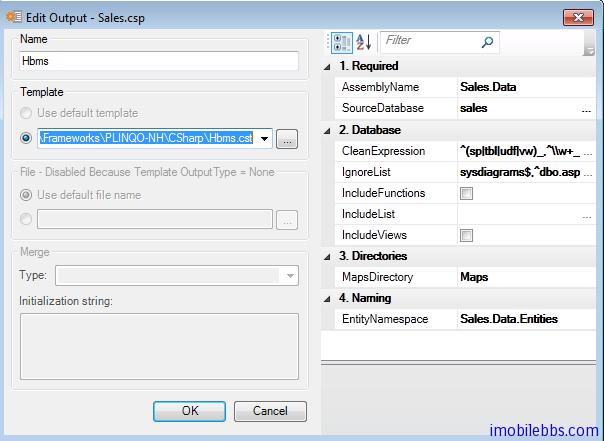 Edit Output - Sales.csp
Name
Hbms
Template
Use default template
\Frameworks\PLINQO-NH\CSharp\Hbms.cst
...
File - Disabled Because Template OutputType = None
Use default file name
...
Merge
Type:
Initialization string:
OK
Cancel
Filter
1. Required
AssemblyName Sales.Data
SourceDatabase sales ...
2. Database
CleanExpression ^(sp|tbl|udf|vw)_,^\\w+_
IgnoreList sysdiagrams$,^dbo.asp
IncludeFunctions
IncludeList ...
IncludeViews
3. Directories
MapsDirectory Maps
4. Naming
EntityNamespace Sales.Data.Entities
imobilebbs.com